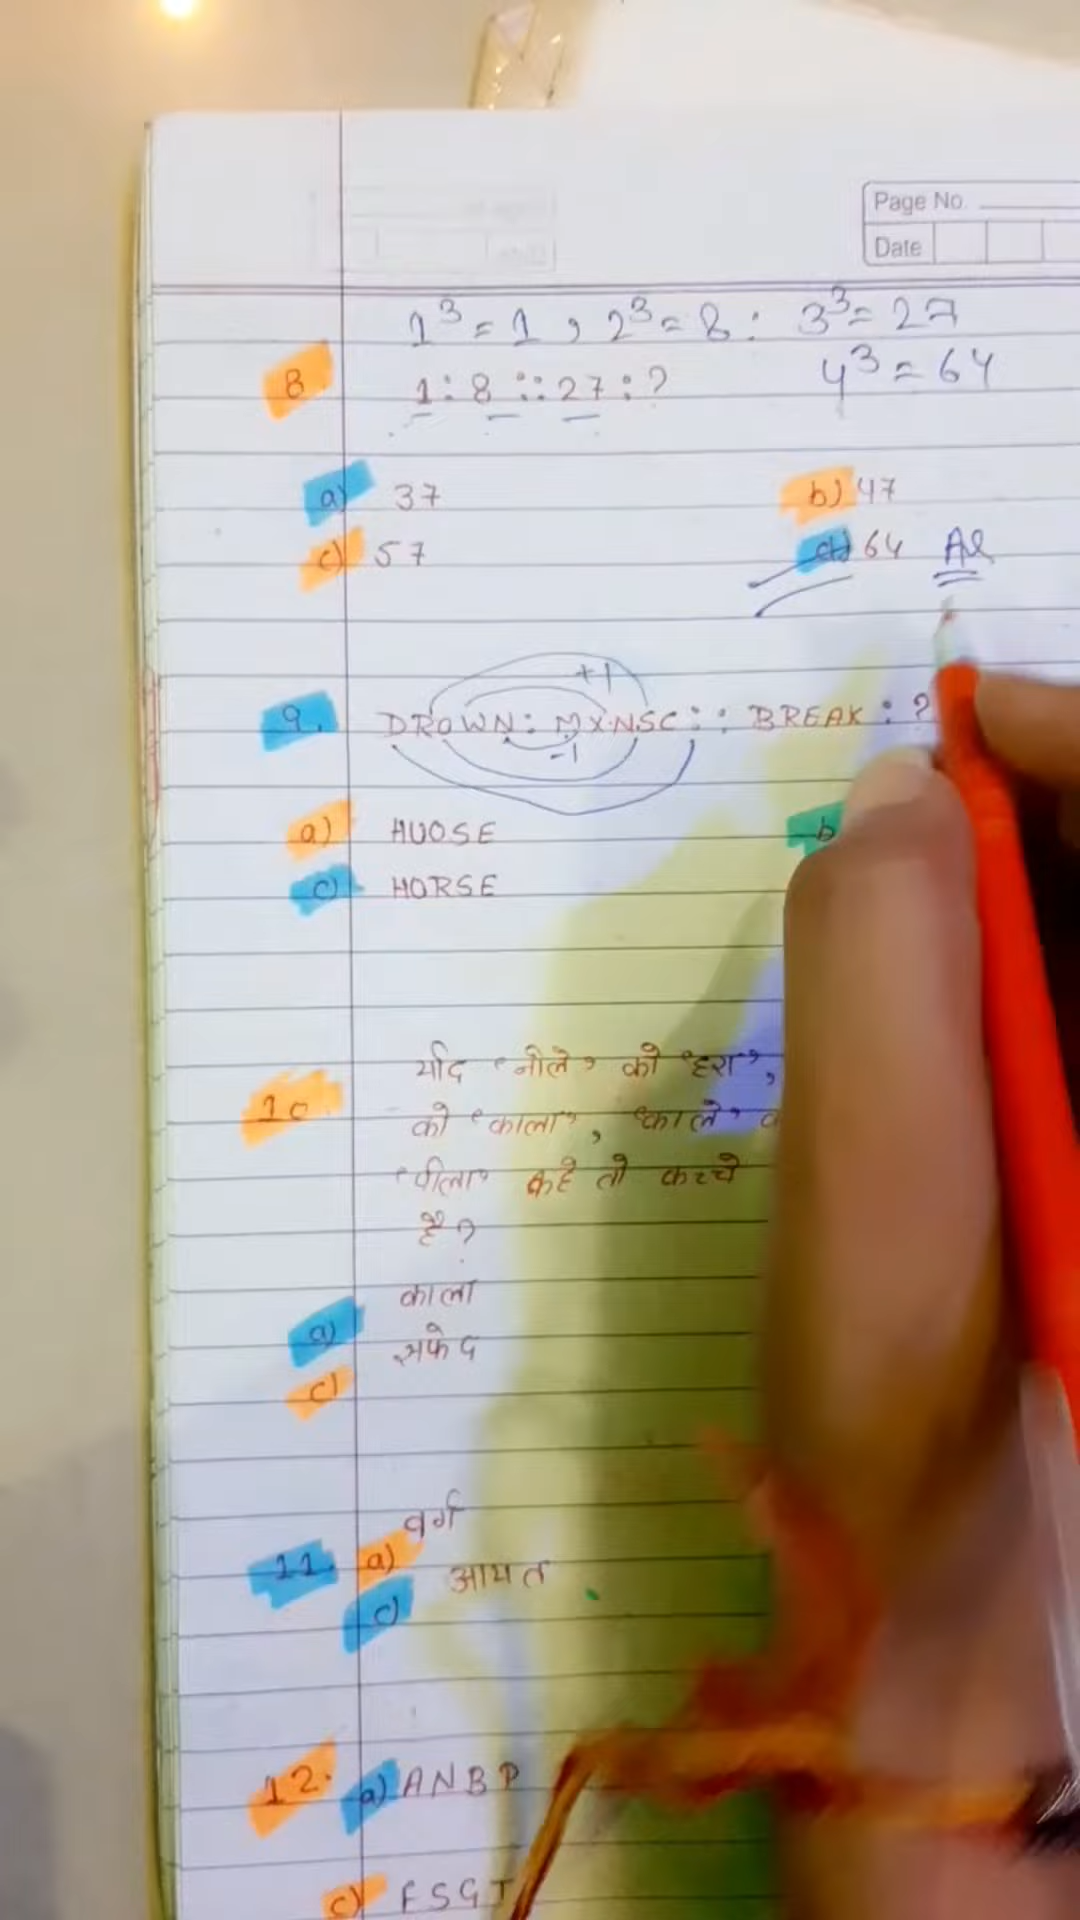 Page No.
Date
1³ = 1 , 2³ = 8 : 3³ = 27
4³ = 64
8 1 : 8 :: 27 : ?
a) 37 b) 47
c) 57 d) 64
+1
9. DROWN : MXNSC :: BREAK : ?
-1
a) HUOSE b
c) HORSE
'नीले' को 'हरा',
10 को 'काला', 'काले'
'पीला' कहे तो कच्चे
है?
काला
a) सफेद
c)
वर्ग
11. a) आयत
c)
12. a) ANBP
c) FSGT